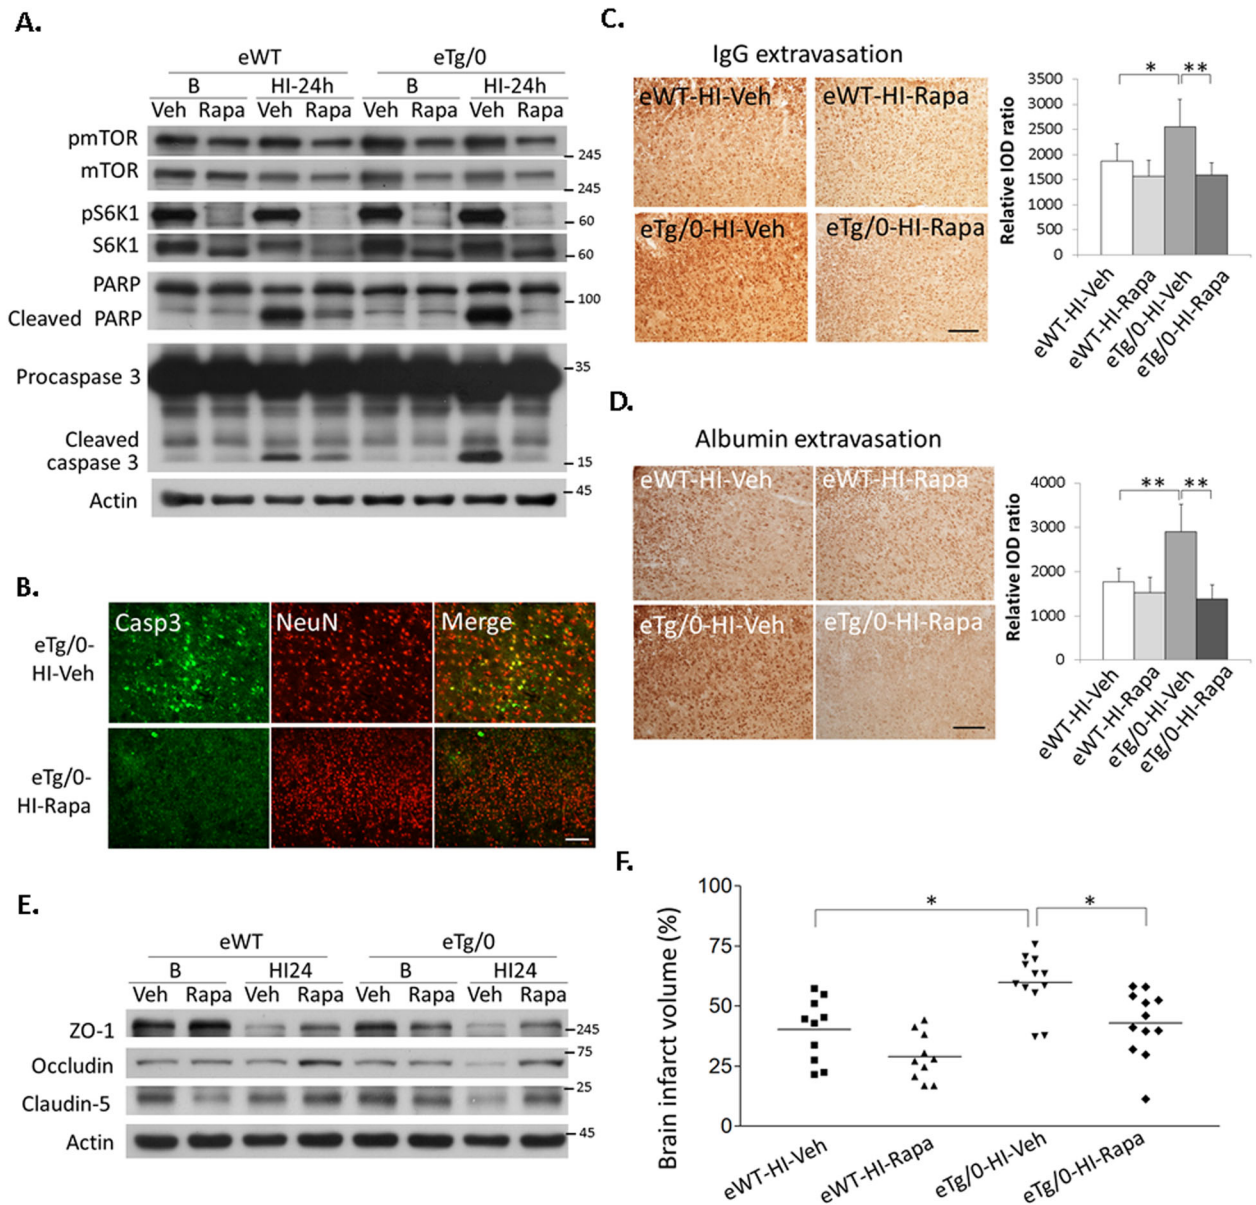 A.
eWT
eTg/0
B
HI-24h
B
HI-24h
Veh Rapa Veh Rapa Veh Rapa Veh Rapa
pmTOR
245
mTOR
245
pS6K1
60
S6K1
60
PARP
100
Cleaved PARP
35
Procaspase 3
Cleaved
caspase 3
15
Actin
45
B.
Casp3
NeuN
Merge
eTg/0-
HI-Veh
eTg/0-
HI-Rapa
E.
eWT
eTg/0
B
HI24
B
HI24
Veh Rapa Veh Rapa Veh Rapa Veh Rapa
ZO-1
245
75
Occludin
25
Claudin-5
Actin
45
C.
IgG extravasation
eWT-HI-Veh
eWT-HI-Rapa
eTg/0-HI-Veh
eTg/0-HI-Rapa
Relative IOD ratio
3500
3000
2500
2000
1500
1000
500
0
*
**
eWT-HI-Veh
eWT-HI-Rapa
eTg/0-HI-Veh
eTg/0-HI-Rapa
D.
Albumin extravasation
eWT-HI-Veh
eWT-HI-Rapa
eTg/0-HI-Veh
eTg/0-HI-Rapa
Relative IOD ratio
4000
3000
2000
1000
0
**
**
eWT-HI-Veh
eWT-HI-Rapa
eTg/0-HI-Veh
eTg/0-HI-Rapa
F.
Brain infarct volume (%)
100
75
50
25
0
*
*
eWT-HI-Veh
eWT-HI-Rapa
eTg/0-HI-Veh
eTg/0-HI-Rapa